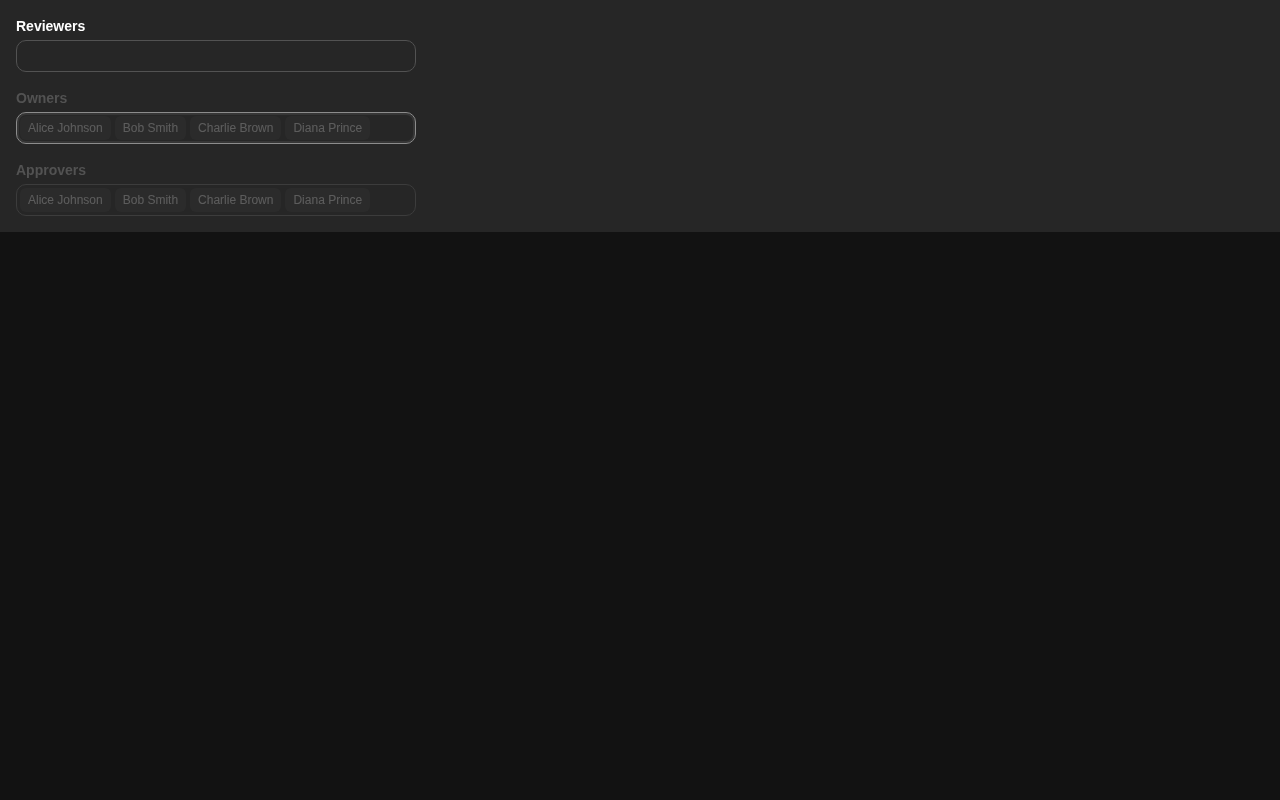 Reviewers
Owners
Alice Johnson Bob Smith Charlie Brown Diana Prince
Approvers
Alice Johnson Bob Smith Charlie Brown Diana Prince